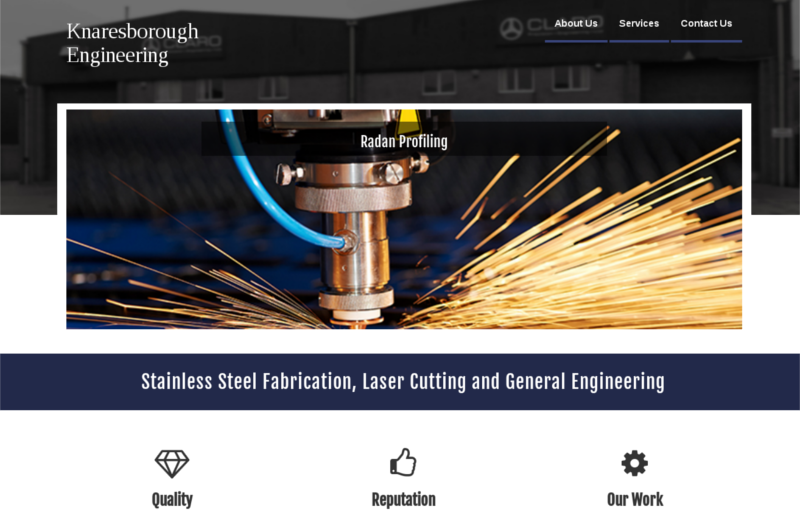 Knaresborough
Engineering
About Us Services Contact Us
CLARO
Radan Profiling
Stainless Steel Fabrication, Laser Cutting and General Engineering
Quality Reputation Our Work